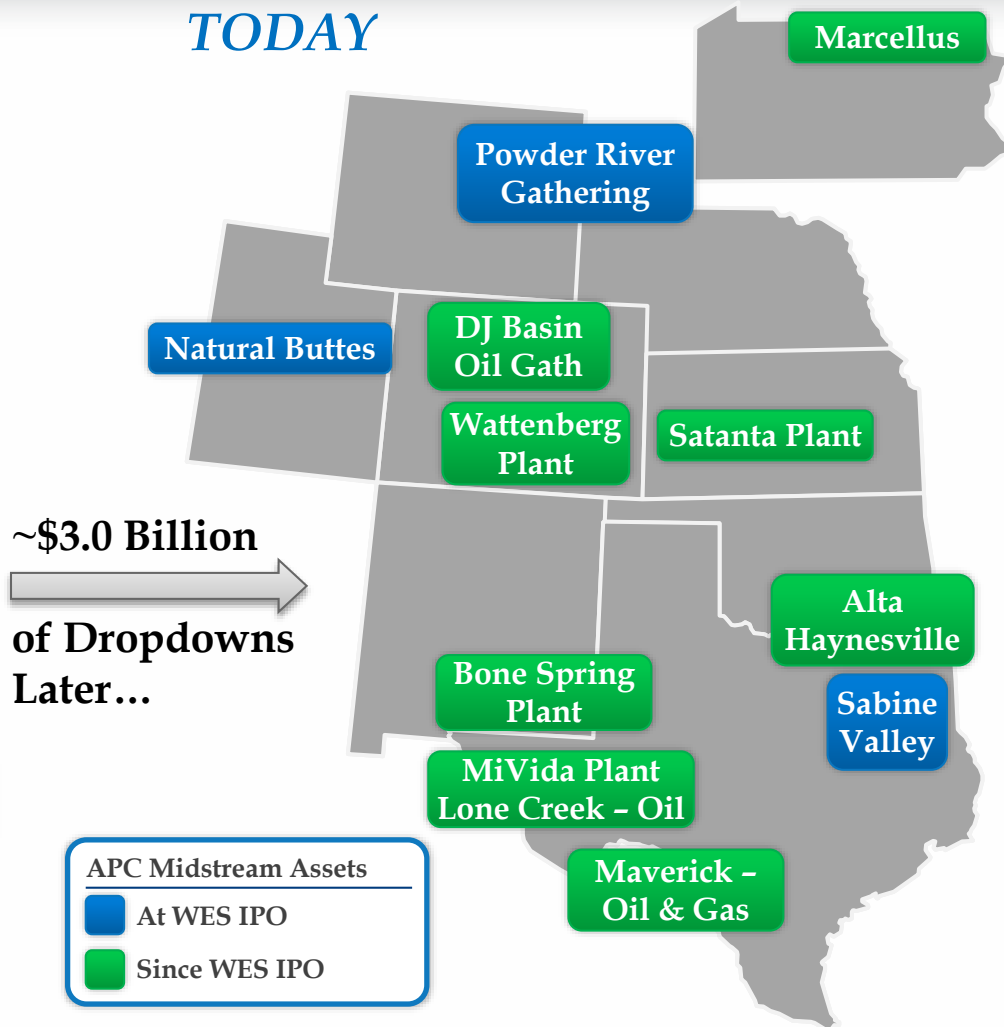 TODAY
Marcellus
Powder River
Gathering
Natural Buttes
DJ Basin
Oil Gath
Wattenberg
Plant
Satanta Plant
~$3.0 Billion
of Dropdowns
Later…
Alta
Haynesville
Bone Spring
Plant
Sabine
Valley
MiVida Plant
Lone Creek – Oil
Maverick –
Oil & Gas
APC Midstream Assets
At WES IPO
Since WES IPO